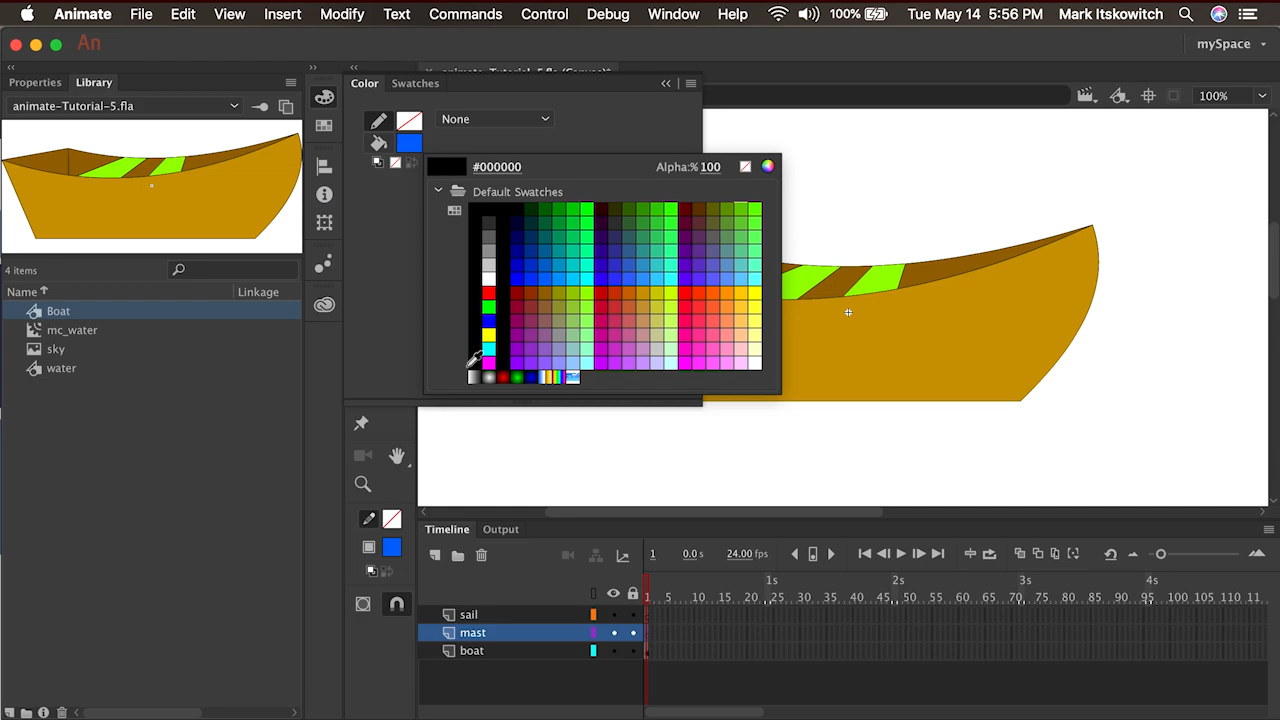 Animate File Edit View Insert Modify Text Commands Control Debug Window Help 100% Tue May 14 5:56 PM Mark Itskowitch
An mySpace
Properties Library
Color Swatches
animate-Tutorial-5.fla
None
100%
#000000 Alpha:% 100
Default Swatches
4 items
Name Linkage
Boat
mc_water
sky
water
Timeline Output
1 0.0 s 24.00 fps
1s 2s 3s 4s
1 5 10 15 20 25 30 35 40 45 50 55 60 65 70 75 80 85 90 95 100 105 11
sail
mast
boat